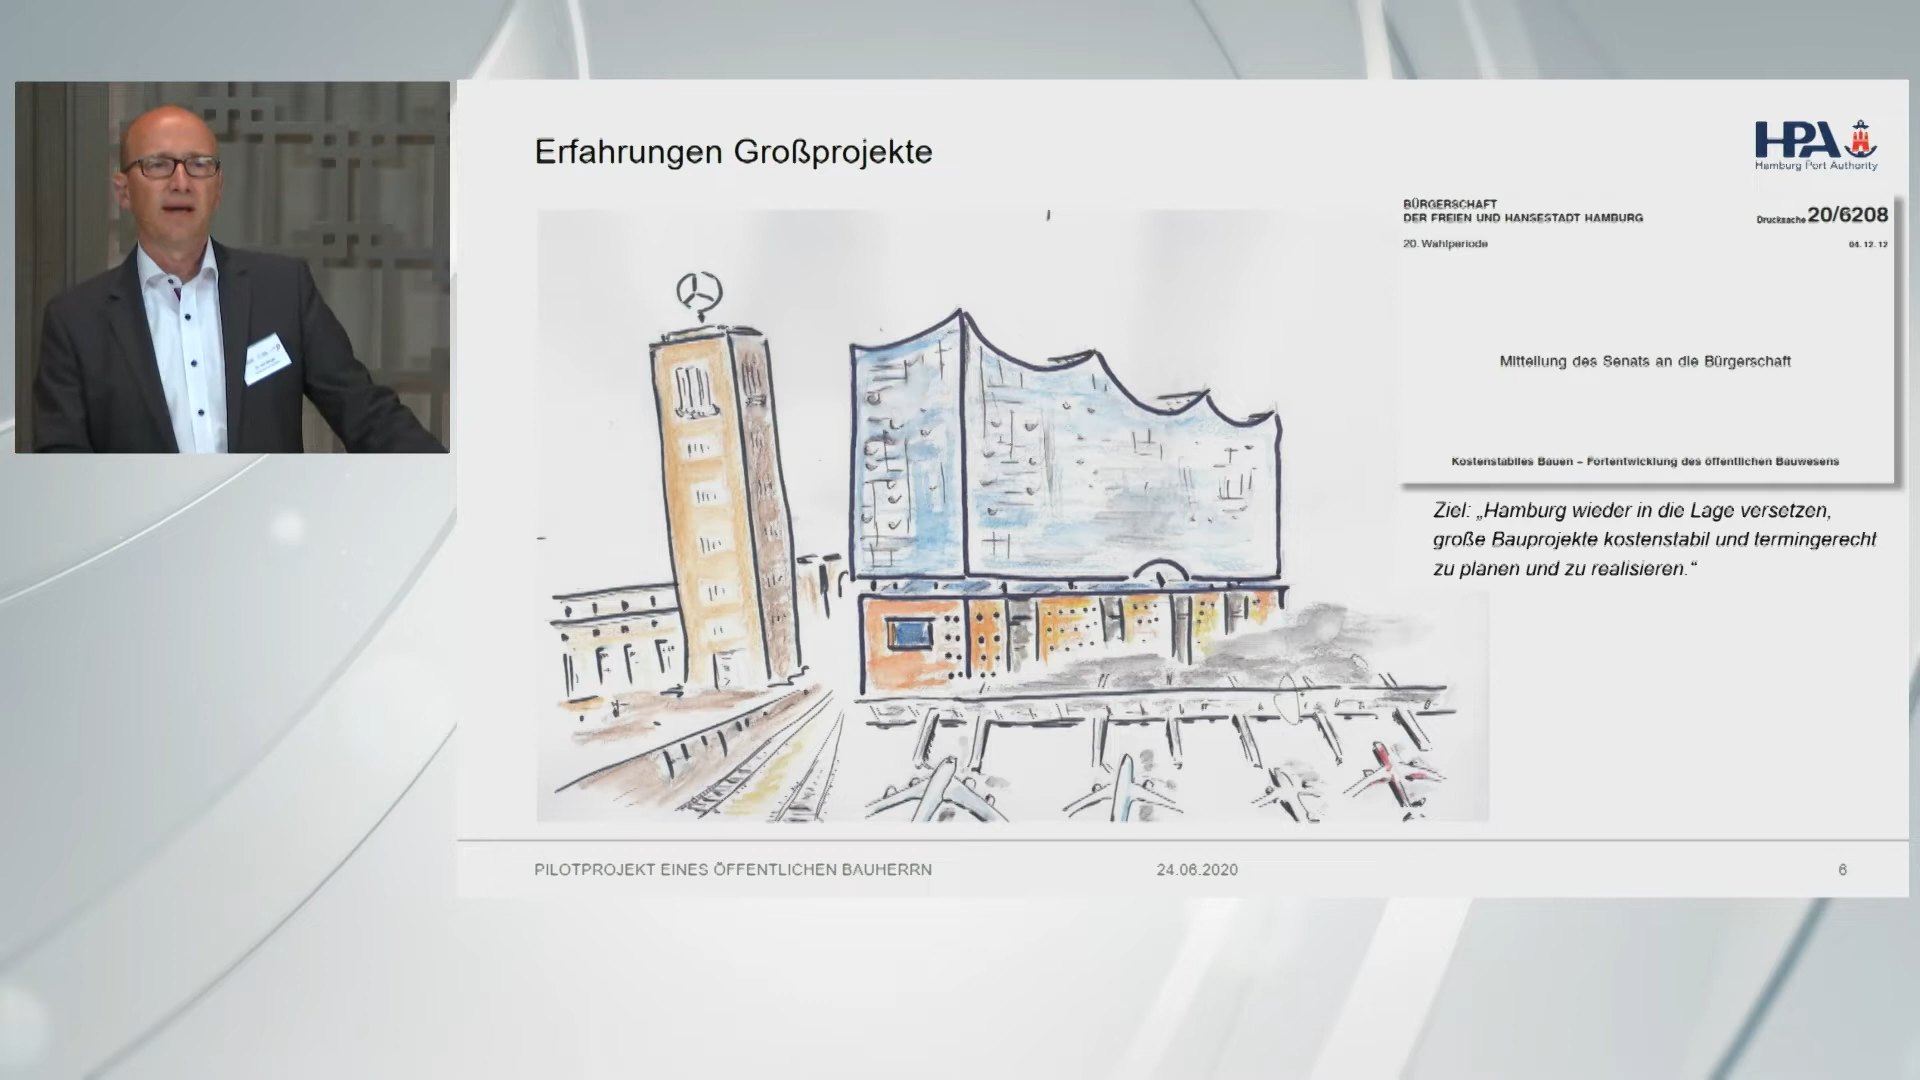 Erfahrungen Großprojekte
HPA
Hamburg Port Authority
BÜRGERSCHAFT
DER FREIEN UND HANSESTADT HAMBURG
Drucksache 20/6208
20. Wahlperiode
04. 12. 12
Mitteilung des Senats an die Bürgerschaft
Kostenstabiles Bauen – Fortentwicklung des öffentlichen Bauwesens
Ziel: „Hamburg wieder in die Lage versetzen,
große Bauprojekte kostenstabil und termingerecht
zu planen und zu realisieren.“
PILOTPROJEKT EINES ÖFFENTLICHEN BAUHERRN
24.06.2020
6